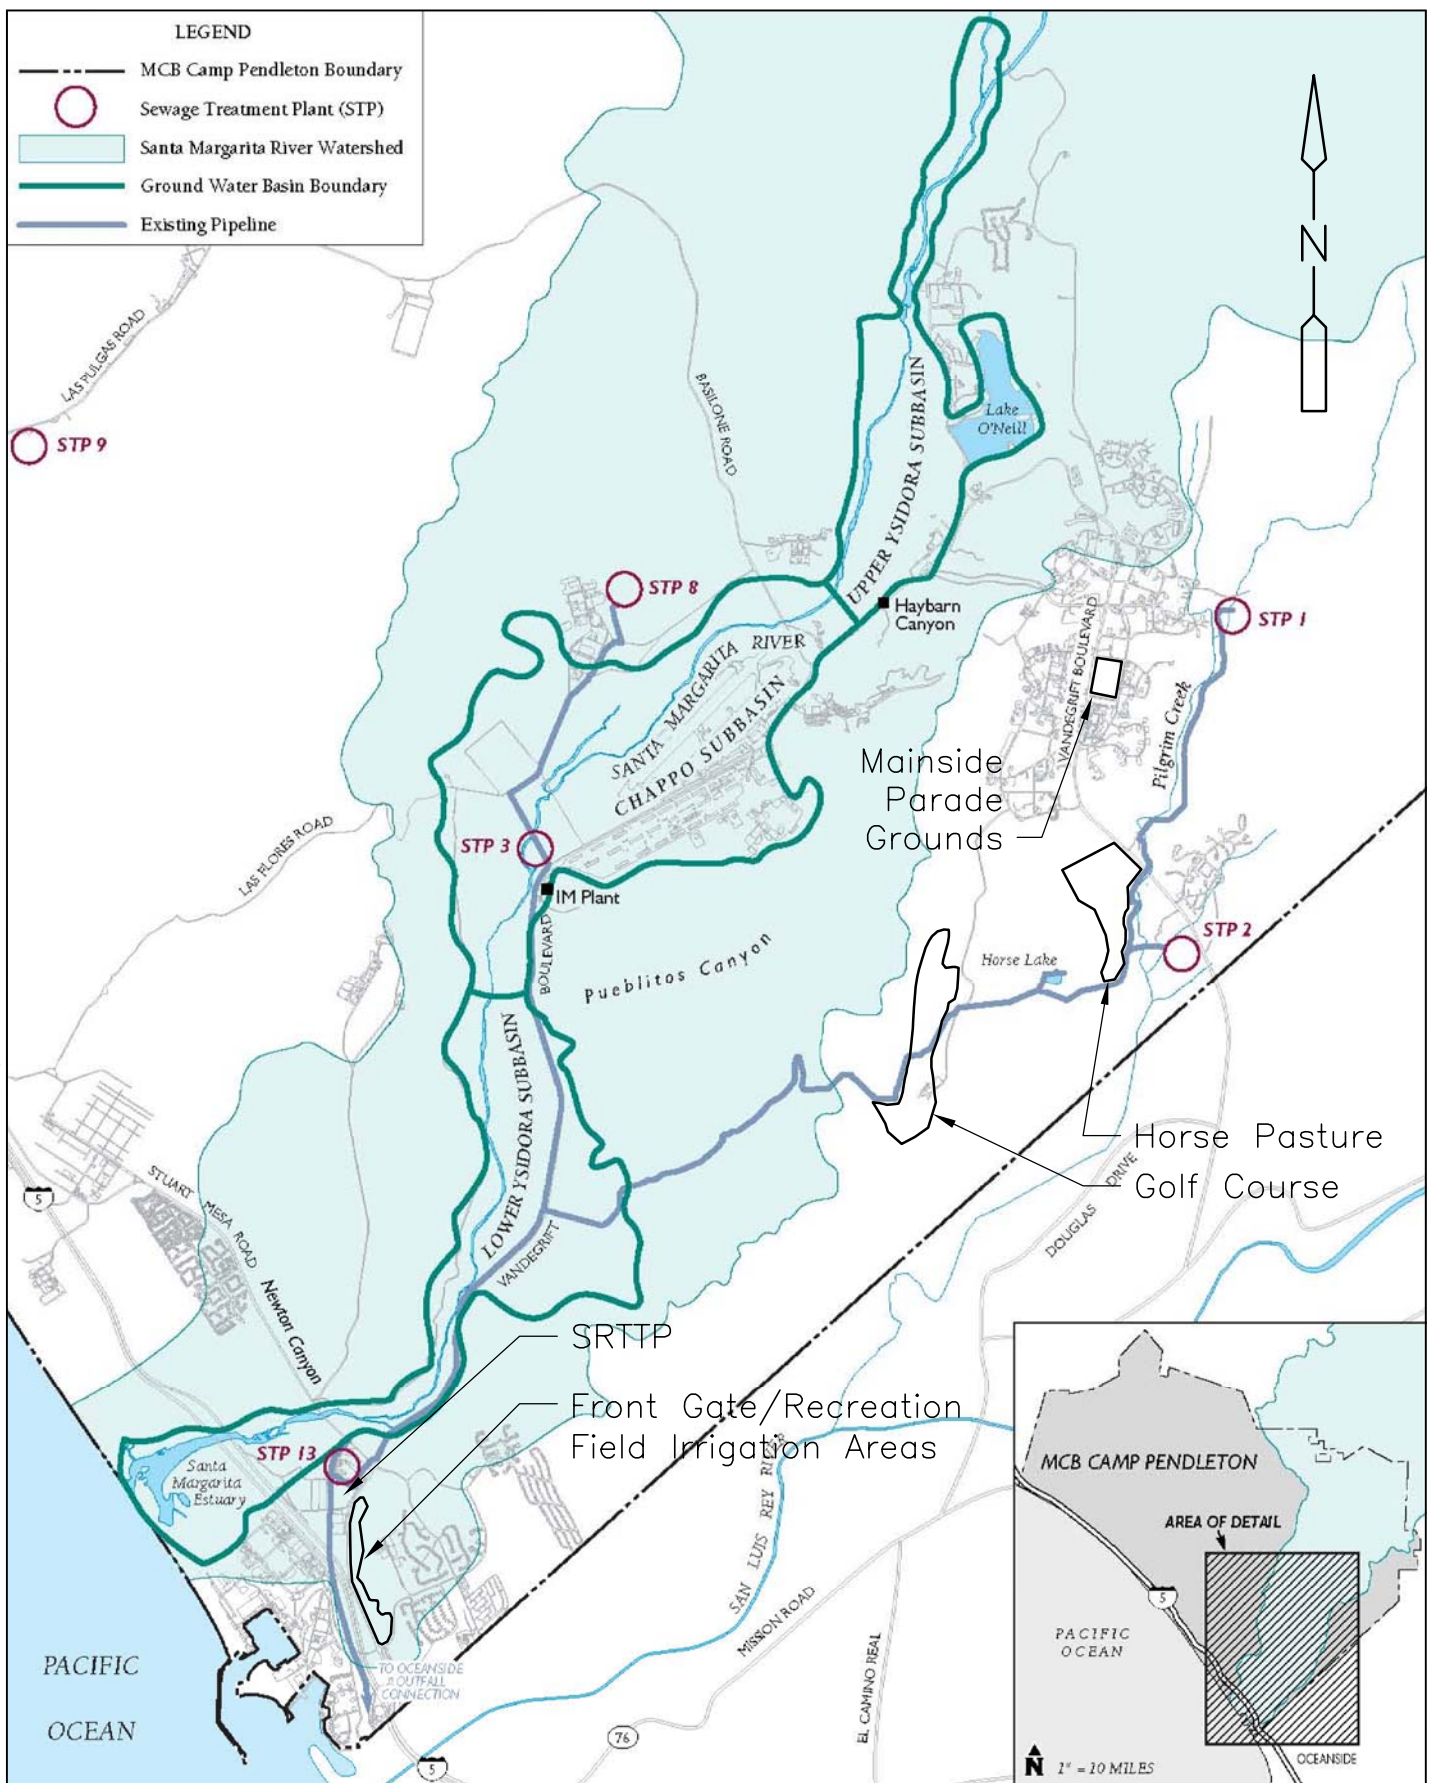 LEGEND
MCB Camp Pendleton Boundary
Sewage Treatment Plant (STP)
Santa Margarita River Watershed
Ground Water Basin Boundary
Existing Pipeline
N
LAS PULGAS ROAD
STP 9
BASILONE ROAD
UPPER YSIDORA SUBBASIN
Lake
O'Neill
STP 8
Haybarn
Canyon
STP 1
SANTA MARGARITA RIVER
CHAPPO SUBBASIN
VANDEGRIFT BOULEVARD
Pilgrim Creek
Mainside
Parade
Grounds
LAS FLORES ROAD
STP 3
IM Plant
BOULEVARD
Pueblitos Canyon
Horse Lake
STP 2
LOWER YSIDORA SUBBASIN
VANDEGRIFT
Horse Pasture
Golf Course
DOUGLAS DRIVE
5
STUART MESA ROAD
Newton Canyon
SRTTP
Front Gate/Recreation
Field Irrigation Areas
STP 13
Santa
Margarita
Estuary
SAN LUIS REY RIVER
MISSION ROAD
EL CAMINO REAL
76
5
TO OCEANSIDE
OUTFALL
CONNECTION
PACIFIC
OCEAN
MCB CAMP PENDLETON
AREA OF DETAIL
5
PACIFIC
OCEAN
OCEANSIDE
N
1" = 10 MILES